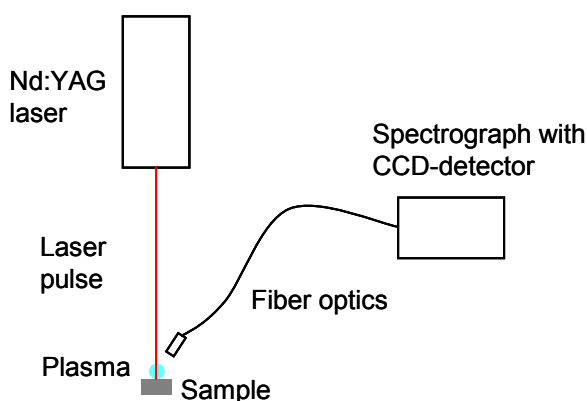 Nd:YAG
laser
Spectrograph with
CCD-detector
Laser
pulse
Fiber optics
Plasma
Sample